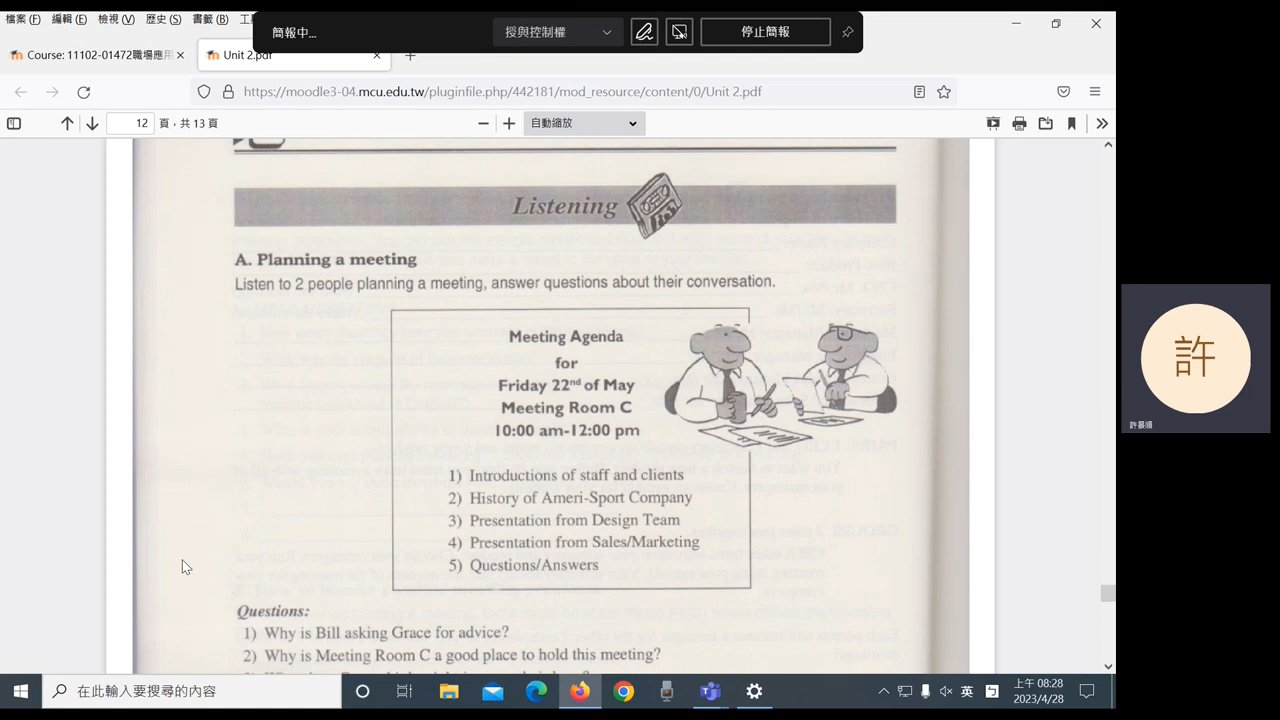 檔案 (F) 編輯 (E) 檢視 (V) 歷史 (S) 書籤 (B)
簡報中...
授與控制權
停止簡報
Course: 11102-01472職場應用
Unit 2.pdf
https://moodle3-04.mcu.edu.tw/pluginfile.php/442181/mod_resource/content/0/Unit 2.pdf
12 頁，共 13 頁
自動縮放
Listening
A. Planning a meeting
Listen to 2 people planning a meeting, answer questions about their conversation.
Meeting Agenda
for
Friday 22nd of May
Meeting Room C
10:00 am-12:00 pm
1) Introductions of staff and clients
2) History of Ameri-Sport Company
3) Presentation from Design Team
4) Presentation from Sales/Marketing
5) Questions/Answers
Questions:
1) Why is Bill asking Grace for advice?
2) Why is Meeting Room C a good place to hold this meeting?
許
許景順
在此輸入要搜尋的文字
英
上午 08:28
2023/4/28